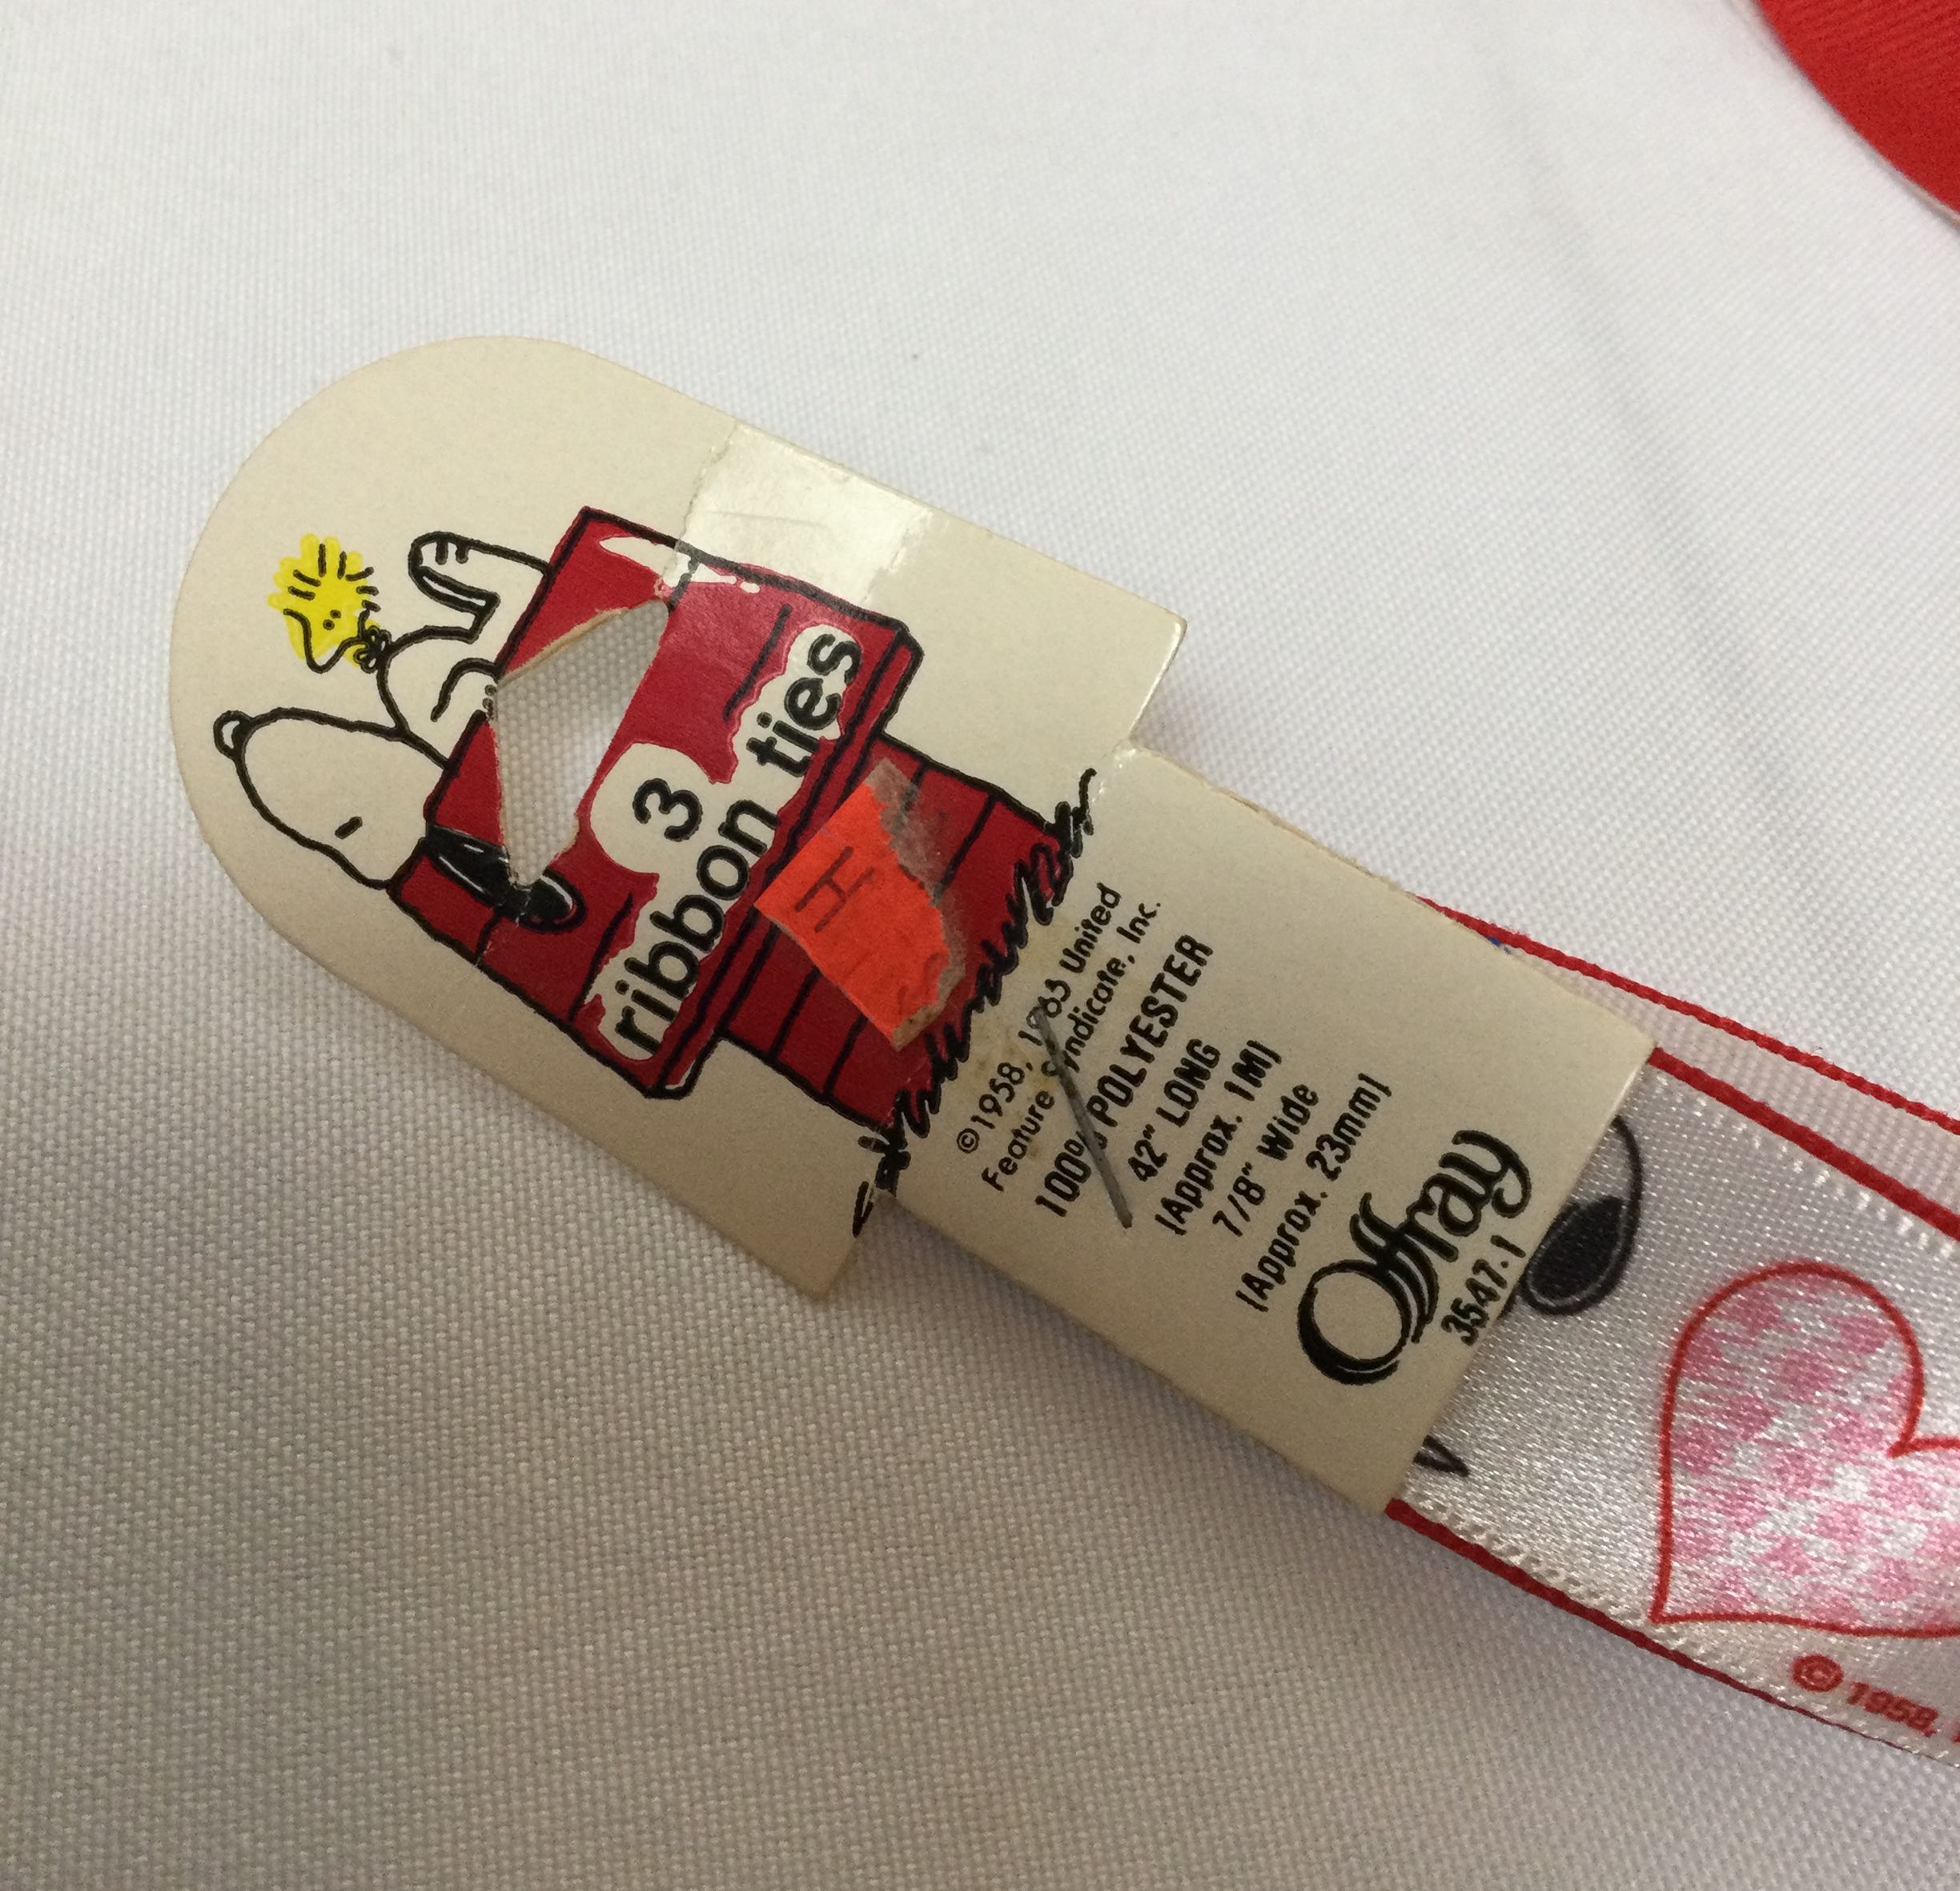 3
ribbon ties
H
©1958, 1965 United
Feature Syndicate, Inc.
100% POLYESTER
42" LONG
(Approx. 1M)
7/8" Wide
(Approx. 23mm)
Offray
3547-1
© 1958,